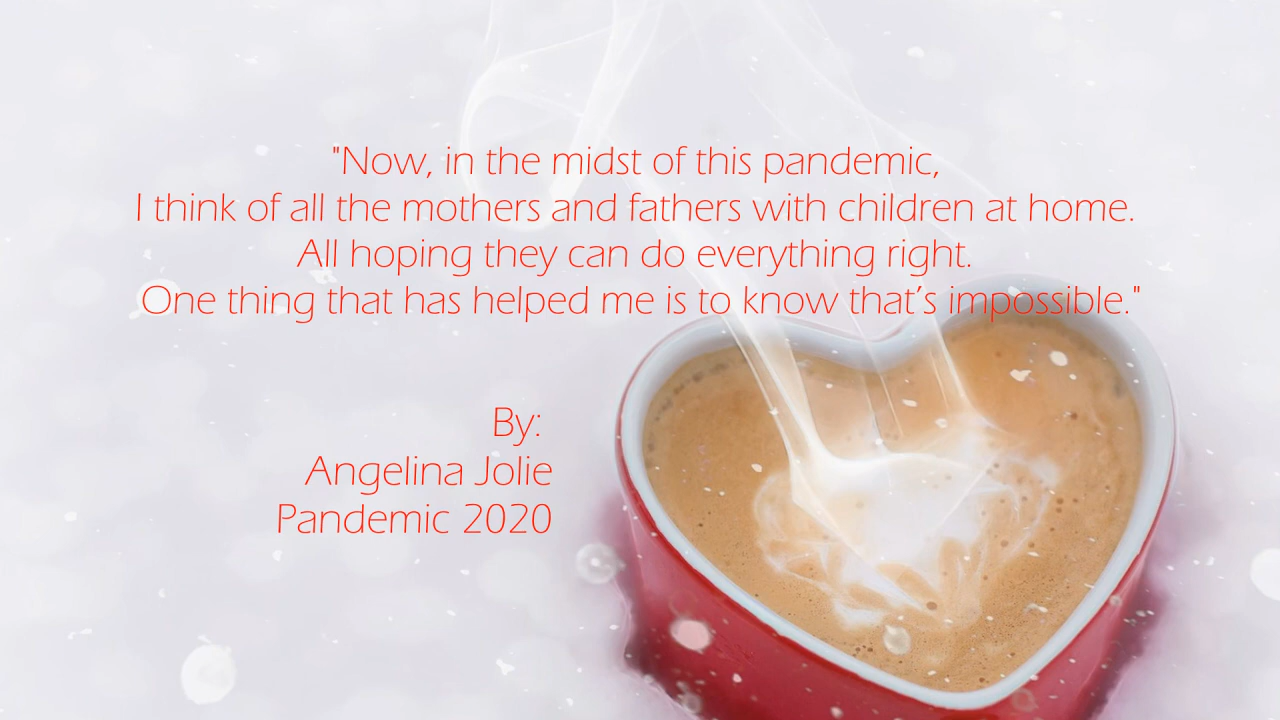 "Now, in the midst of this pandemic,
I think of all the mothers and fathers with children at home.
All hoping they can do everything right.
One thing that has helped me is to know that’s impossible."
By:
Angelina Jolie
Pandemic 2020